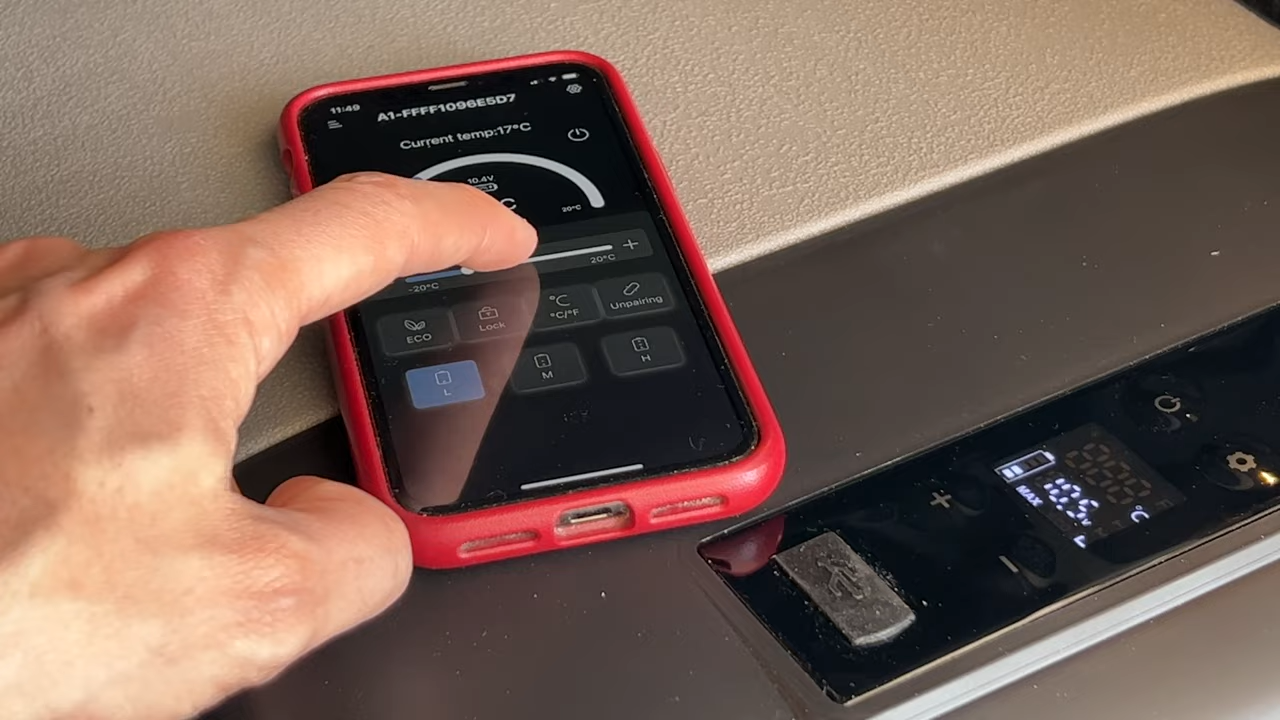 11:49
A1-FFFF1096E5D7
Current temp:17°C
10.4V
C
20°C
+
-20°C
20°C
ECO
Lock
°C
°C/°F
Unpairing
L
M
H
+
MAX
°C
L